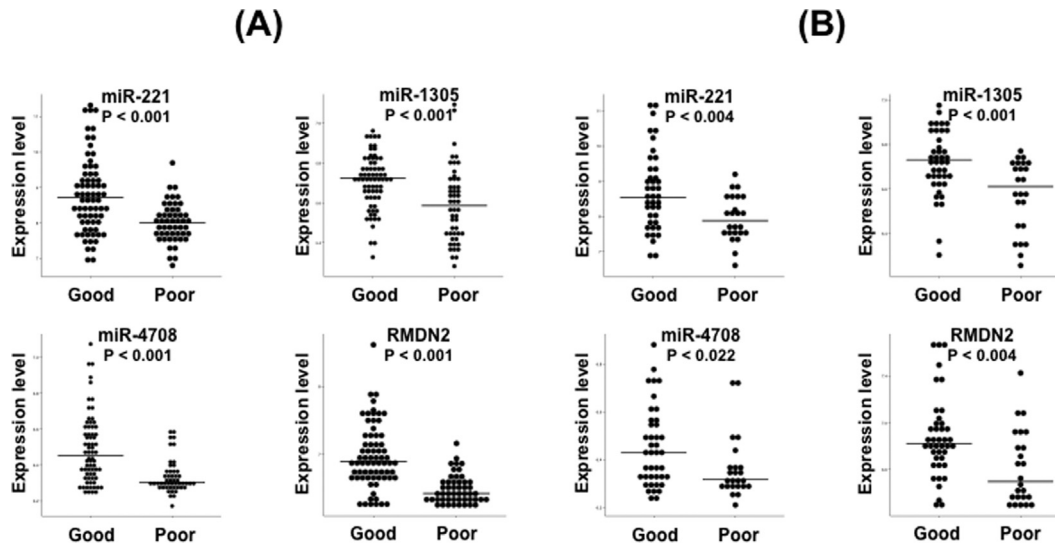 (A)
(B)
miR-221
P < 0.001
Expression level
Good Poor
miR-1305
P < 0.001
Expression level
Good Poor
miR-221
P < 0.004
Expression level
Good Poor
miR-1305
P < 0.001
Expression level
Good Poor
miR-4708
P < 0.001
Expression level
Good Poor
RMDN2
P < 0.001
Expression level
Good Poor
miR-4708
P < 0.022
Expression level
Good Poor
RMDN2
P < 0.004
Expression level
Good Poor